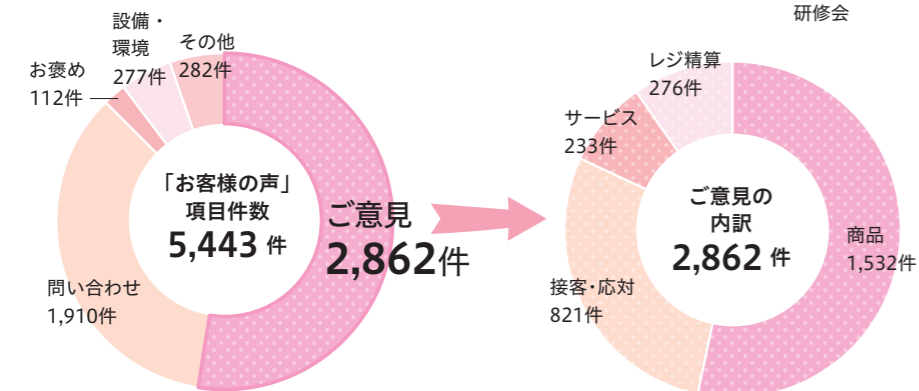 研修会
設備・
環境
277件
その他
282件
お褒め
112件
「お客様の声」
項目件数
5,443 件
ご意見
2,862件
問い合わせ
1,910件
レジ精算
276件
サービス
233件
ご意見の
内訳
2,862 件
商品
1,532件
接客・応対
821件